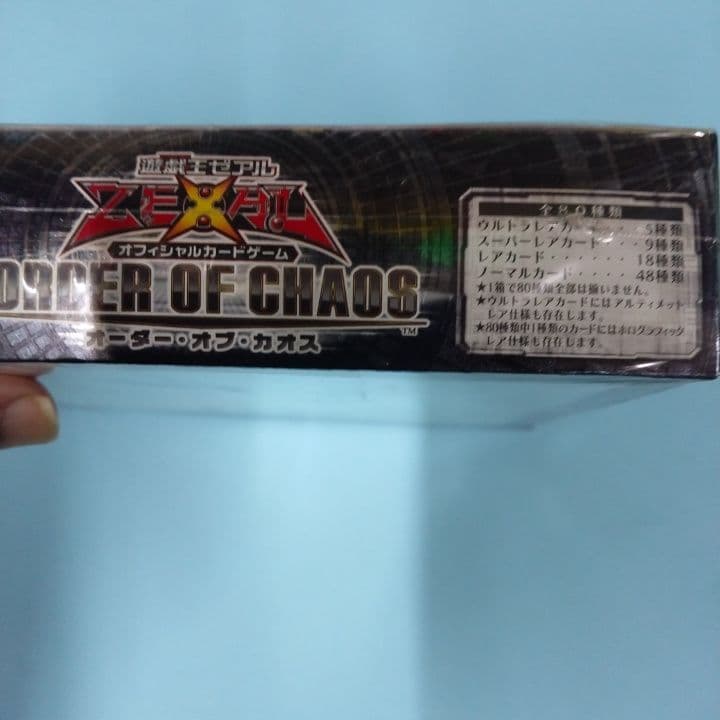 遊戯王ゼアル
ZEXAL
オフィシャルカードゲーム
ORDER OF CHAOS
TM
オーダー・オブ・カオス
全80種類
ウルトラレアカード・・・・5種類
スーパーレアカード・・・・9種類
レアカード・・・・・・18種類
ノーマルカード・・・・・・48種類
★1箱で80種類全部は揃いません。
★ウルトラレアカードにはアルティメット
レア仕様も存在します。
★80種類中1種類のカードにはホログラフィック
レア仕様も存在します。